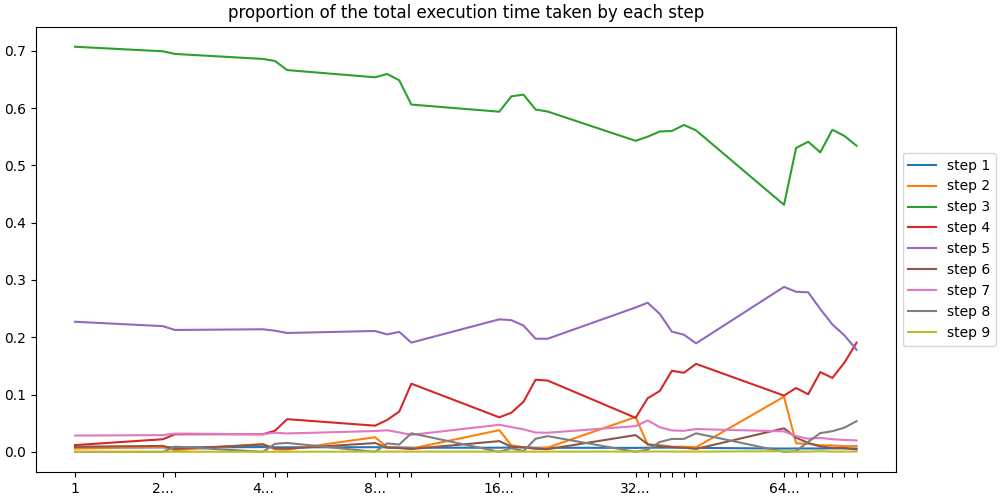 proportion of the total execution time taken by each step
0.7
0.6
0.5
0.4
0.3
0.2
0.1
0.0
1 2... 4... 8... 16... 32... 64...
step 1
step 2
step 3
step 4
step 5
step 6
step 7
step 8
step 9